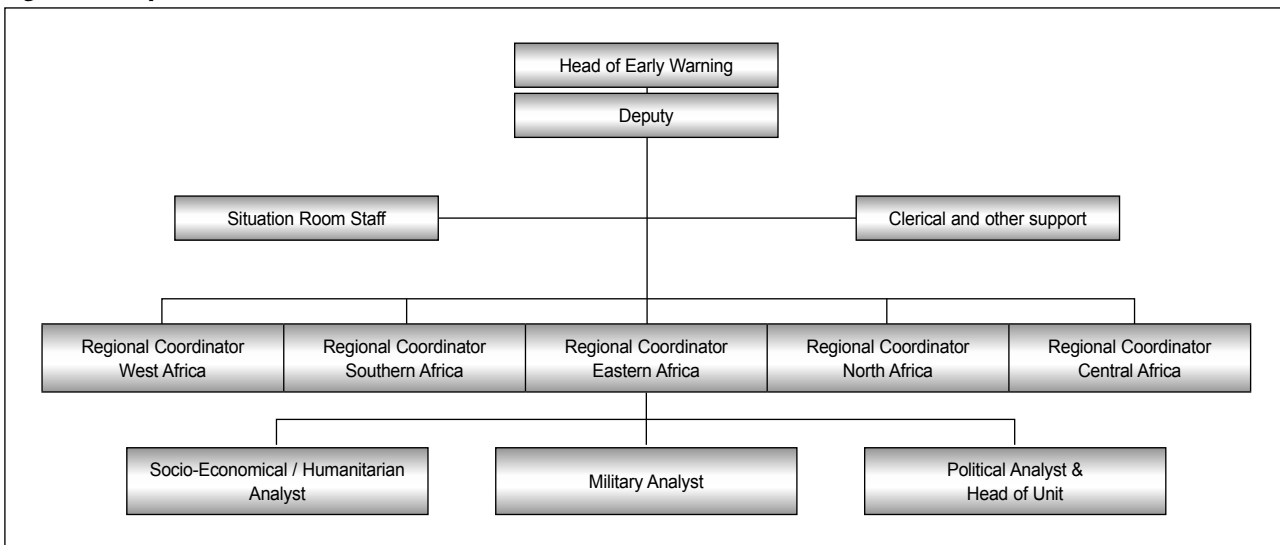 Head of Early Warning
Deputy
Situation Room Staff
Clerical and other support
Regional Coordinator
West Africa
Regional Coordinator
Southern Africa
Regional Coordinator
Eastern Africa
Regional Coordinator
North Africa
Regional Coordinator
Central Africa
Socio-Economical / Humanitarian
Analyst
Military Analyst
Political Analyst &
Head of Unit